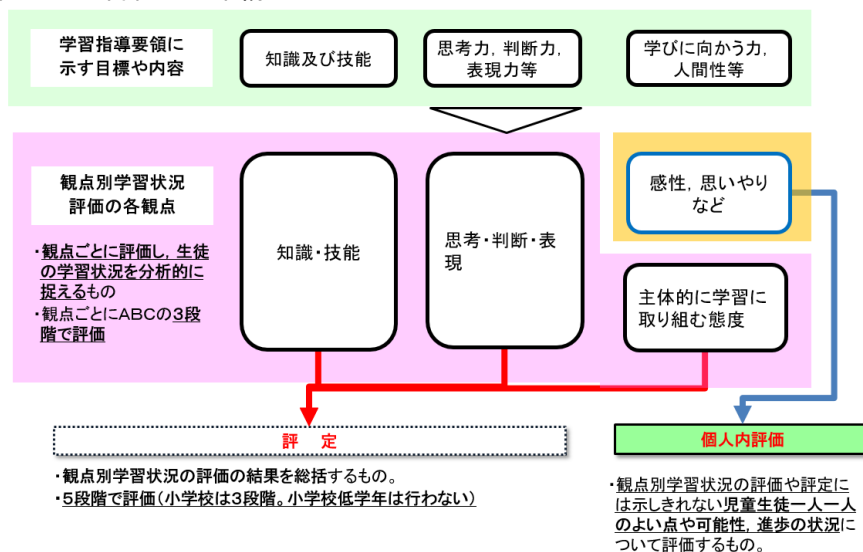 学習指導要領に
示す目標や内容
知識及び技能
思考力，判断力，
表現力等
学びに向かう力，
人間性等
観点別学習状況
評価の各観点
・観点ごとに評価し，生徒
の学習状況を分析的に
捉えるもの
・観点ごとにABCの3段
階で評価
知識・技能
思考・判断・表
現
感性，思いやり
など
主体的に学習に
取り組む態度
評　定
・観点別学習状況の評価の結果を総括するもの。
・５段階で評価（小学校は３段階。小学校低学年は行わない）
個人内評価
・観点別学習状況の評価や評定に
は示しきれない児童生徒一人一人
のよい点や可能性，進歩の状況に
ついて評価するもの。